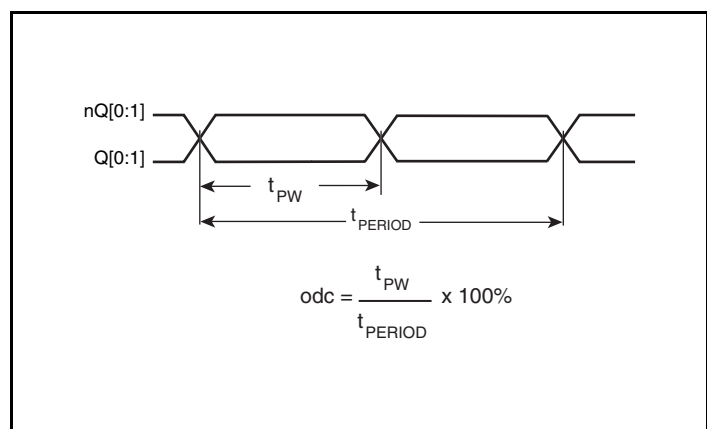 nQ[0:1]
Q[0:1]
tPW
tPERIOD
odc = tPW / tPERIOD x 100%